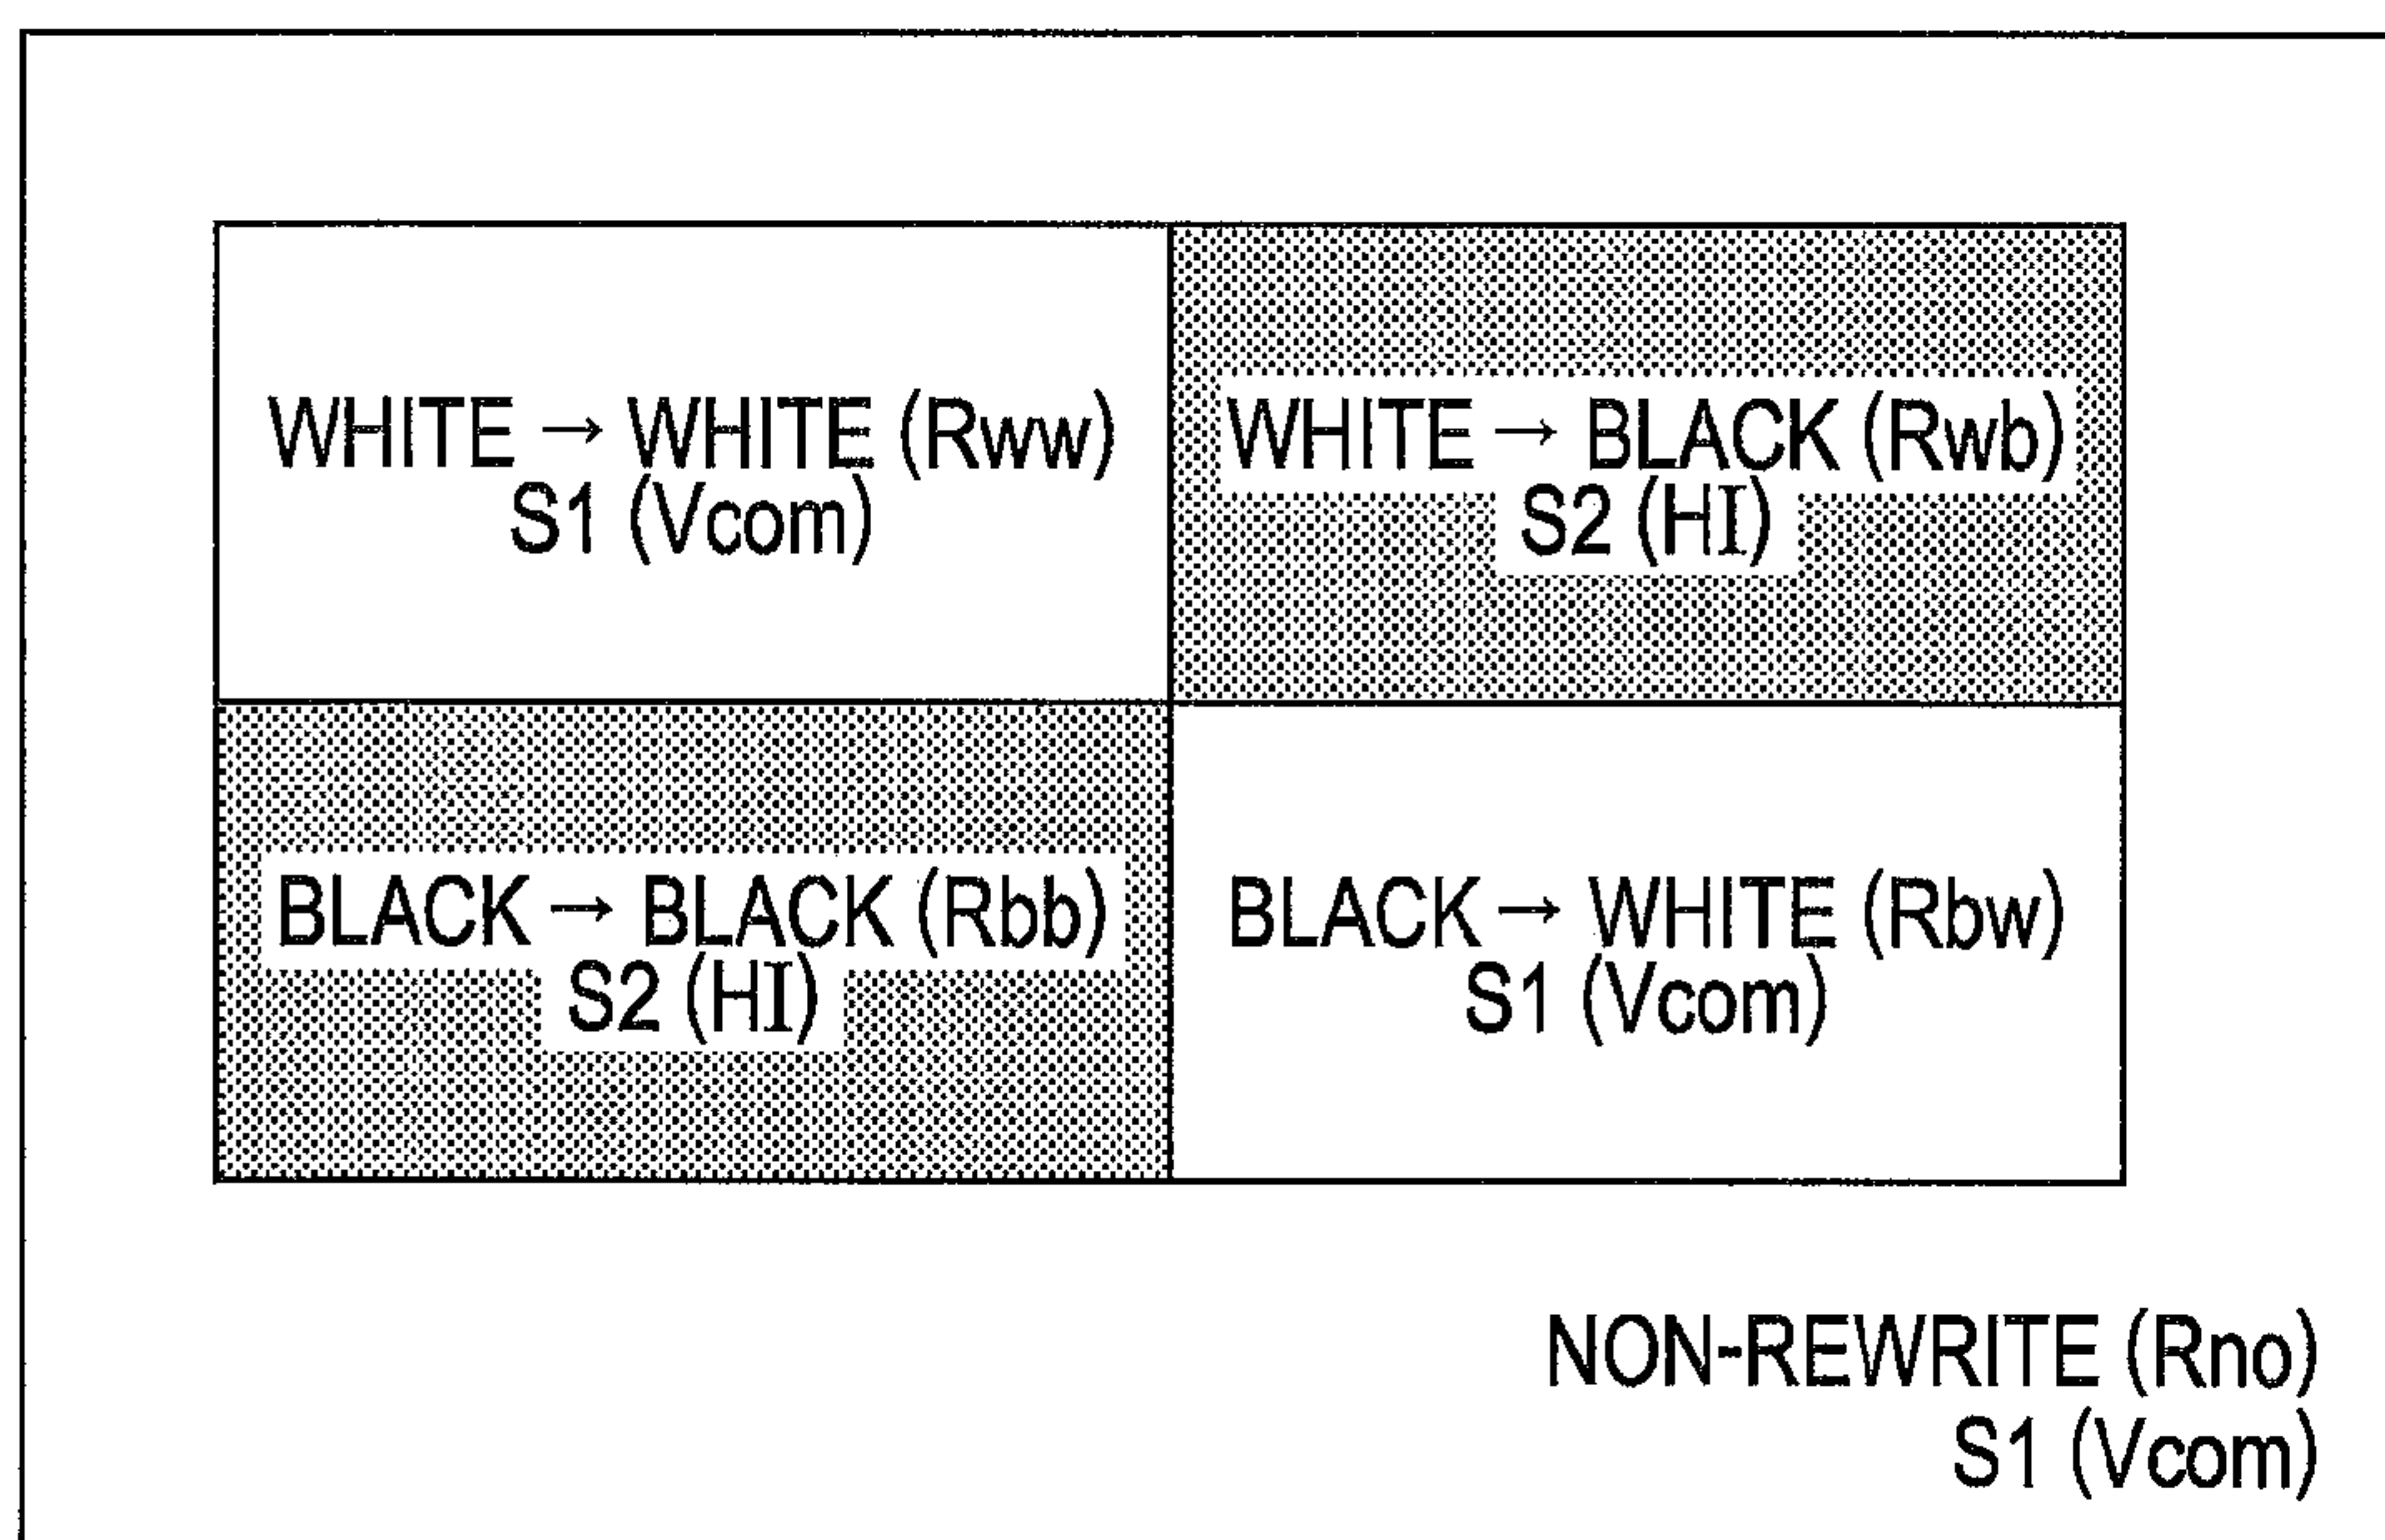 WHITE → WHITE (Rww)
S1 (Vcom)
WHITE → BLACK (Rwb)
S2 (HI)
BLACK → BLACK (Rbb)
S2 (HI)
BLACK → WHITE (Rbw)
S1 (Vcom)
NON-REWRITE (Rno)
S1 (Vcom)